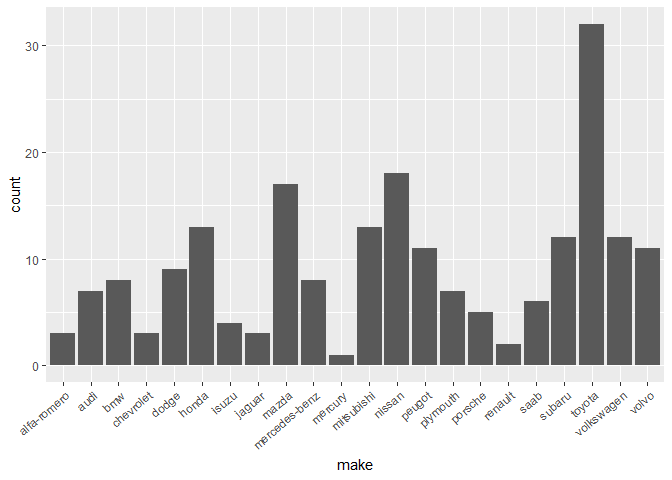 30
20
10
0
count
alfa-romero
audi
bmw
chevrolet
dodge
honda
isuzu
jaguar
mazda
mercedes-benz
mercury
mitsubishi
nissan
peugot
plymouth
porsche
renault
saab
subaru
toyota
volkswagen
volvo
make